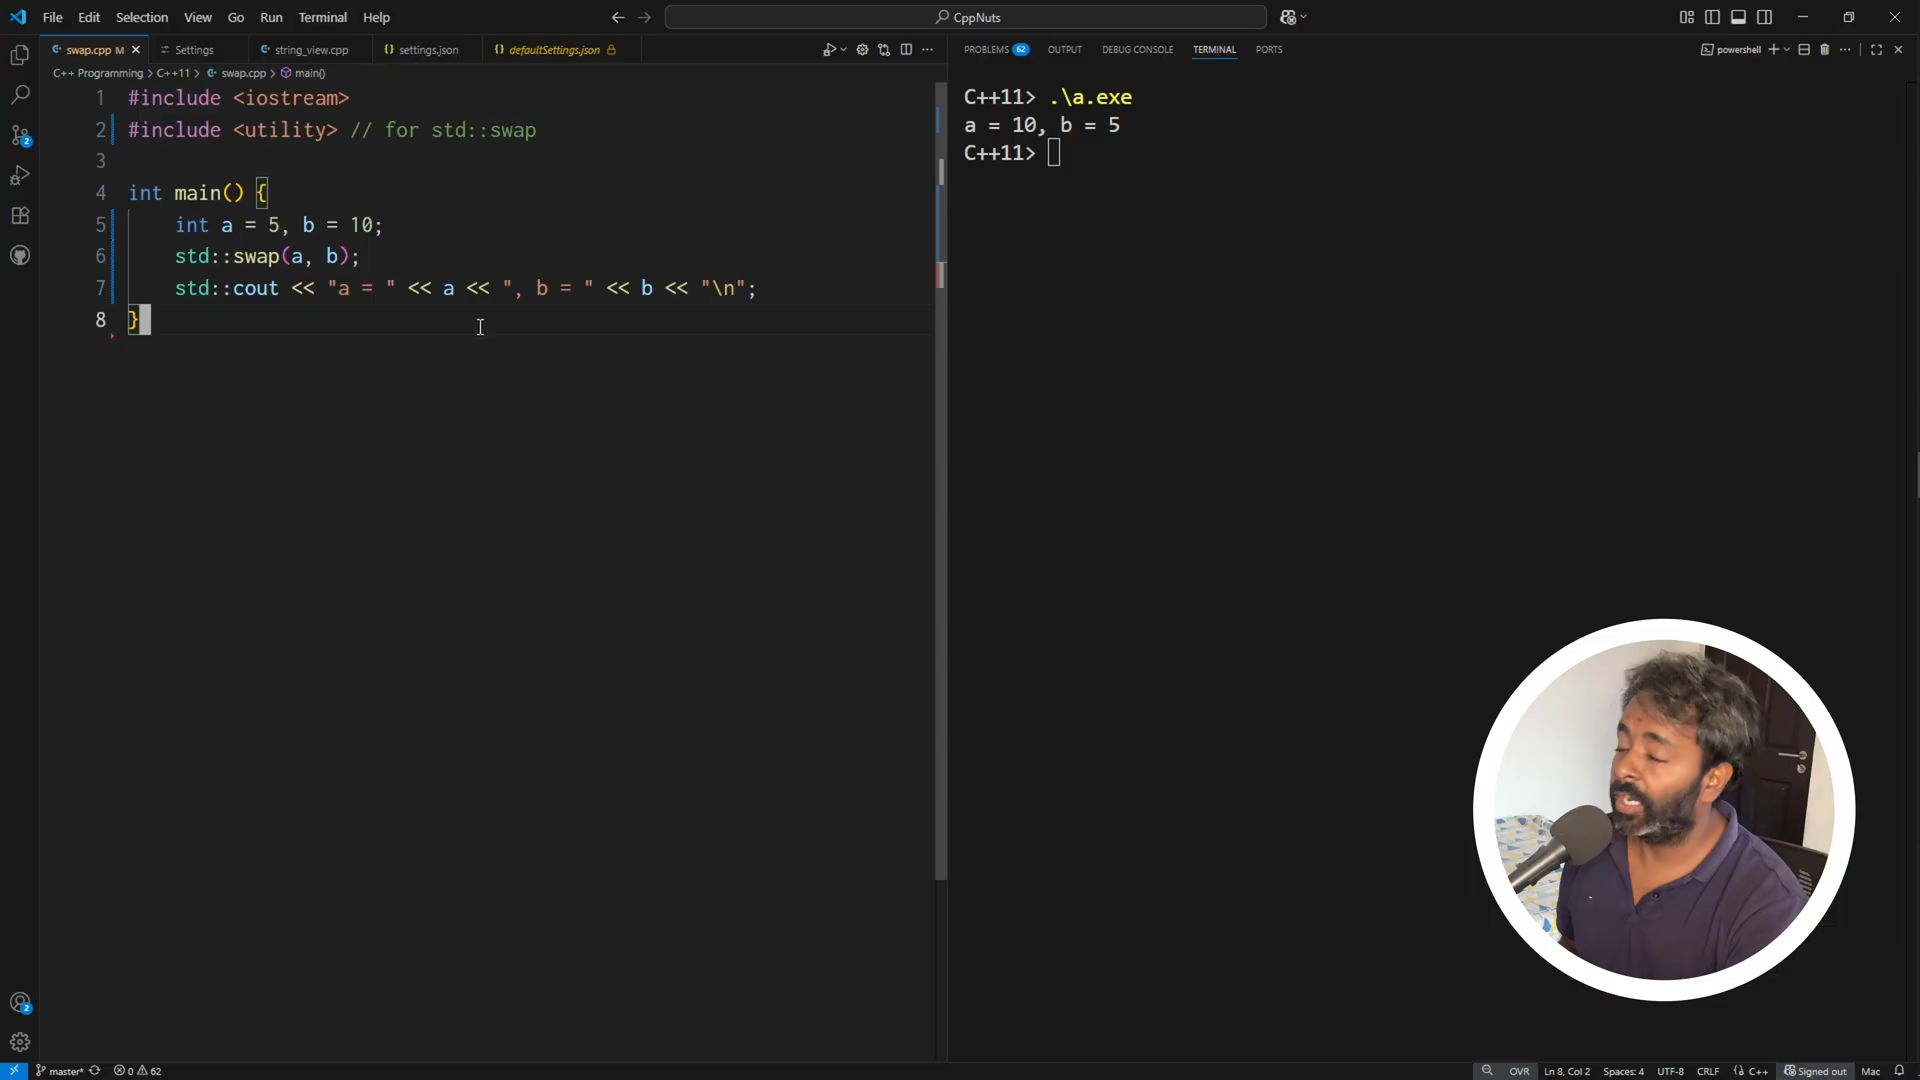 File Edit Selection View Go Run Terminal Help
CppNuts
swap.cpp M Settings string_view.cpp settings.json defaultSettings.json
PROBLEMS 62 OUTPUT DEBUG CONSOLE TERMINAL PORTS
powershell
C++ Programming > C++11 > swap.cpp > main()
1 #include <iostream>
2 #include <utility> // for std::swap
3
4 int main() {
5 int a = 5, b = 10;
6 std::swap(a, b);
7 std::cout << "a = " << a << ", b = " << b << "\n";
8 }
C++11> .\a.exe
a = 10, b = 5
C++11>
2
2
master* 0 62
OVR Ln 8, Col 2 Spaces: 4 UTF-8 CRLF {} C++ Signed out Mac